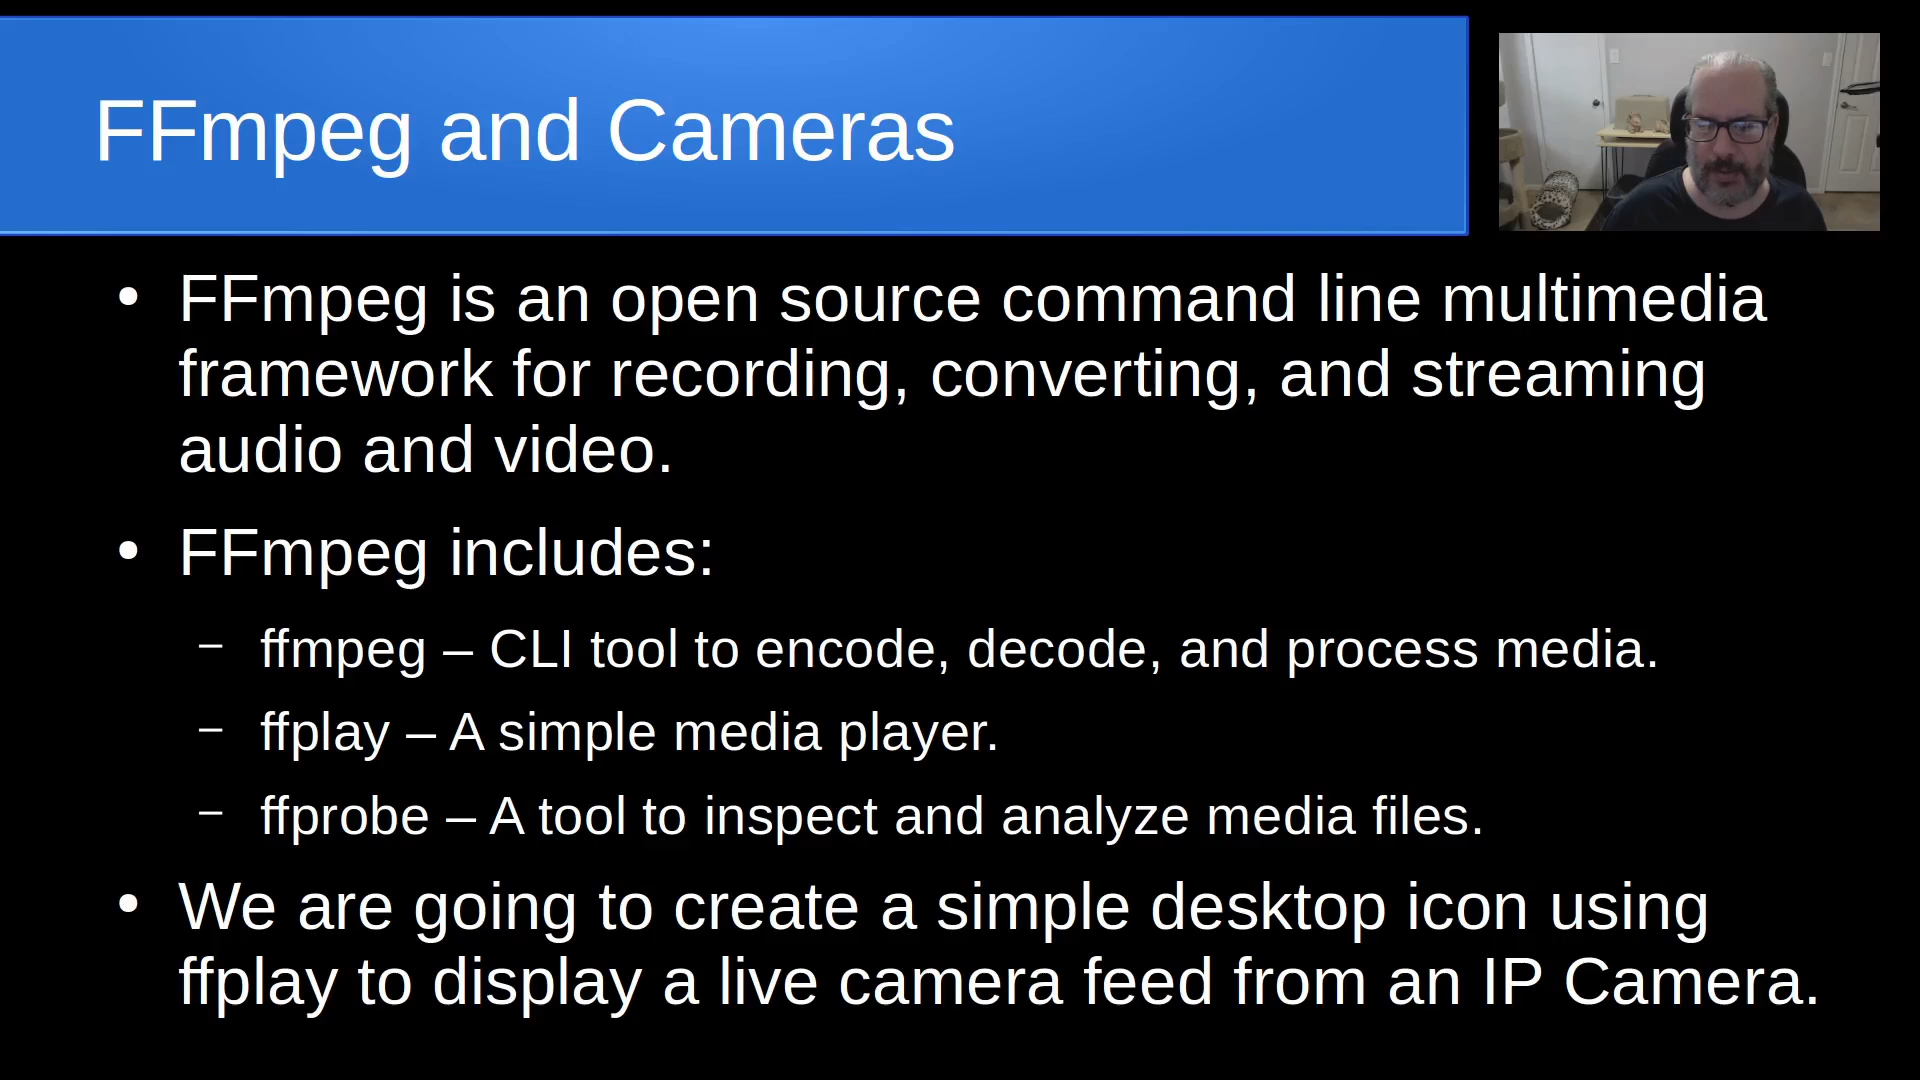 FFmpeg and Cameras
• FFmpeg is an open source command line multimedia
framework for recording, converting, and streaming
audio and video.
• FFmpeg includes:
– ffmpeg – CLI tool to encode, decode, and process media.
– ffplay – A simple media player.
– ffprobe – A tool to inspect and analyze media files.
• We are going to create a simple desktop icon using
ffplay to display a live camera feed from an IP Camera.